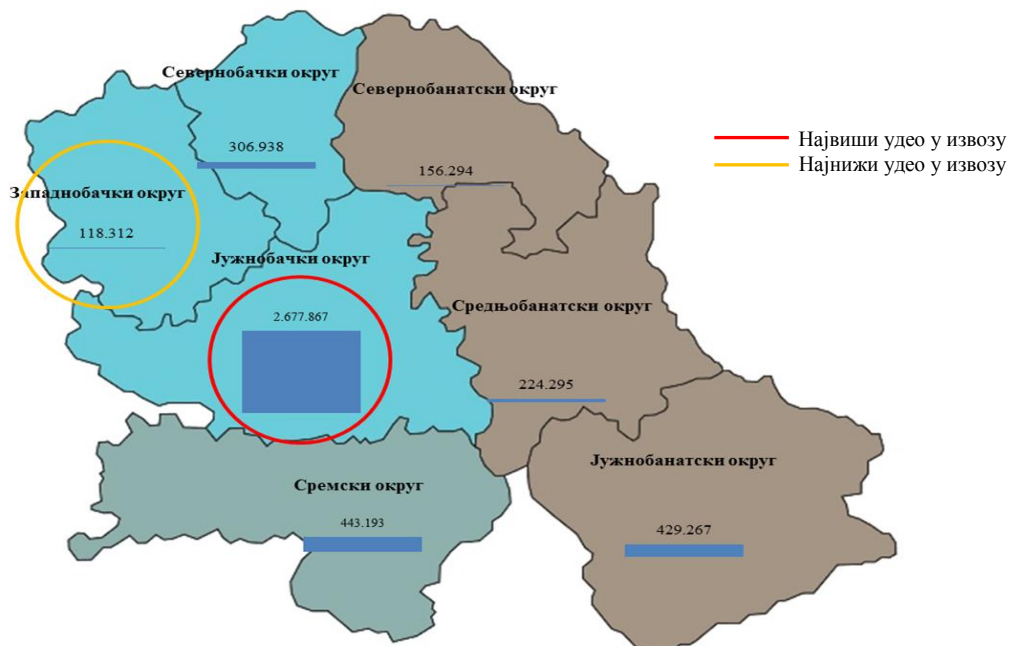 Севернобачки округ
306.938
Севернобанатски округ
156.294
Највиши удео у извозу
Најнижи удео у извозу
Западнобачки округ
118.312
Јужнобачки округ
2.677.867
Средњобанатски округ
224.295
Јужнобанатски округ
429.267
Сремски округ
443.193